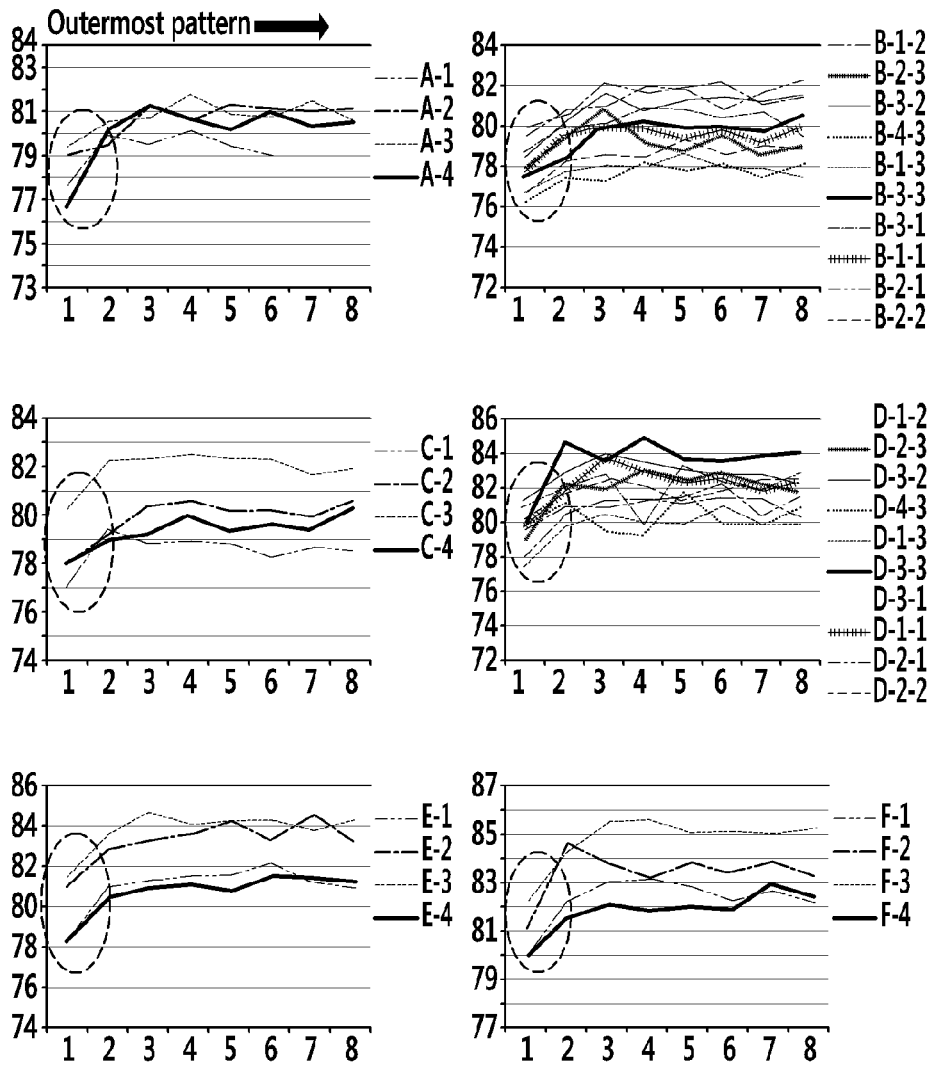 Outermost pattern
84
83
81
79
77
75
73
1 2 3 4 5 6 7 8
A-1
A-2
A-3
A-4
84
82
80
78
76
74
72
1 2 3 4 5 6 7 8
B-1-2
B-2-3
B-3-2
B-4-3
B-1-3
B-3-3
B-3-1
B-1-1
B-2-1
B-2-2
84
82
80
78
76
74
1 2 3 4 5 6 7 8
C-1
C-2
C-3
C-4
86
84
82
80
78
76
74
72
1 2 3 4 5 6 7 8
D-1-2
D-2-3
D-3-2
D-4-3
D-1-3
D-3-3
D-3-1
D-1-1
D-2-1
D-2-2
86
84
82
80
78
76
74
1 2 3 4 5 6 7 8
E-1
E-2
E-3
E-4
87
85
83
81
79
77
1 2 3 4 5 6 7 8
F-1
F-2
F-3
F-4